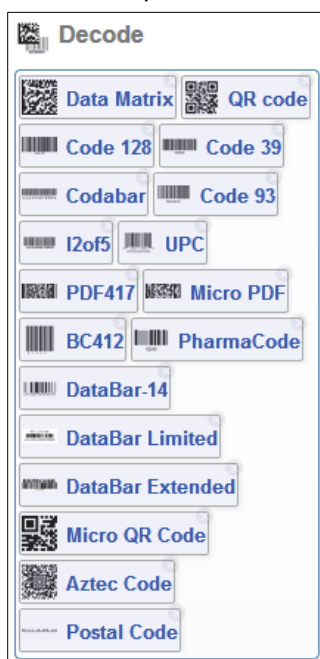 Decode
Data Matrix QR code
Code 128 Code 39
Codabar Code 93
I2of5 UPC
PDF417 Micro PDF
BC412 PharmaCode
DataBar-14
DataBar Limited
DataBar Extended
Micro QR Code
Aztec Code
Postal Code